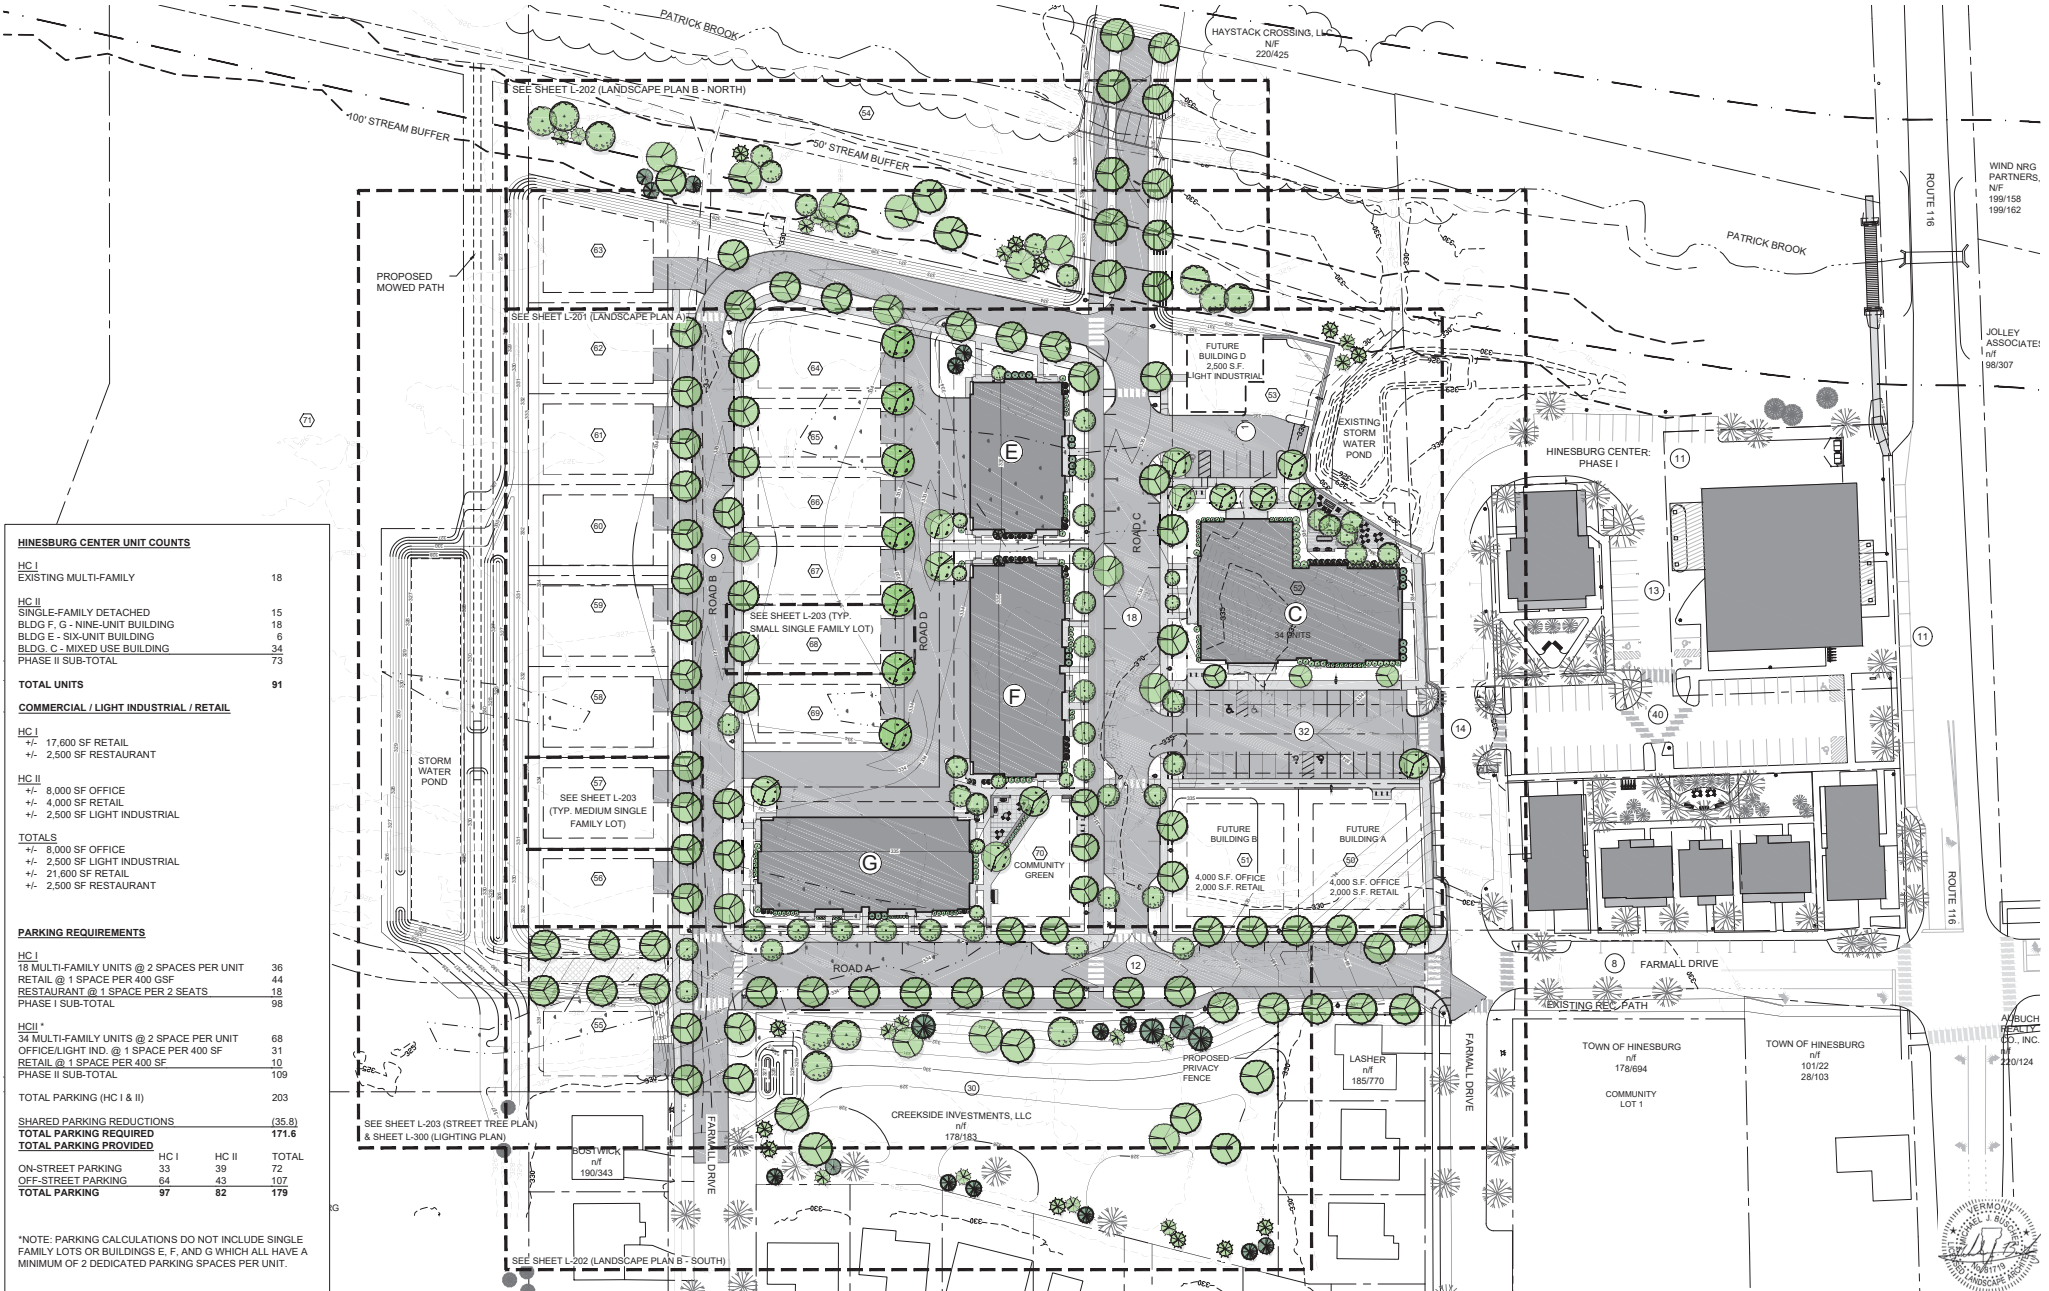 PATRICK BROOK
HAYSTACK CROSSING, LLC
N/F
220/425
SEE SHEET L-202 (LANDSCAPE PLAN B - NORTH)
54
100' STREAM BUFFER
50' STREAM BUFFER
ROUTE 116
WIND NRG
PARTNERS,
N/F
199/158
199/162
PATRICK BROOK
PROPOSED
MOWED PATH
63
SEE SHEET L-201 (LANDSCAPE PLAN A)
62
64
FUTURE
BUILDING D
2,500 S.F.
LIGHT INDUSTRIAL
53
JOLLEY
ASSOCIATES
n/f
98/307
71
61
65
E
11
EXISTING
STORM
WATER
POND
HINESBURG CENTER:
PHASE I
11
66
60
ROAD C
9
67
ROAD B
59
52
C
34 UNITS
13
18
SEE SHEET L-203 (TYP.
SMALL SINGLE FAMILY LOT)
68
ROAD D
11
58
69
F
32
14
40
STORM
WATER
POND
57
SEE SHEET L-203
(TYP. MEDIUM SINGLE
FAMILY LOT)
FUTURE
BUILDING B
51
4,000 S.F. OFFICE
2,000 S.F. RETAIL
FUTURE
BUILDING A
50
4,000 S.F. OFFICE
2,000 S.F. RETAIL
56
G
70
COMMUNITY
GREEN
ROUTE 116
ROAD A
12
8
FARMALL DRIVE
EXISTING REC. PATH
55
PROPOSED
PRIVACY
FENCE
LASHER
n/f
185/770
FARMALL DRIVE
TOWN OF HINESBURG
n/f
178/694
COMMUNITY
LOT 1
TOWN OF HINESBURG
n/f
101/22
28/103
AUBUCH
REALTY
CO., INC.
n/f
220/124
30
CREEKSIDE INVESTMENTS, LLC
n/f
178/183
SEE SHEET L-203 (STREET TREE PLAN)
& SHEET L-300 (LIGHTING PLAN)
BOSTWICK
n/f
190/343
FARMALL DRIVE
SEE SHEET L-202 (LANDSCAPE PLAN B - SOUTH)
HINESBURG CENTER UNIT COUNTS
HC I
EXISTING MULTI-FAMILY 18
HC II
SINGLE-FAMILY DETACHED 15
BLDG F, G - NINE-UNIT BUILDING 18
BLDG E - SIX-UNIT BUILDING 6
BLDG. C - MIXED USE BUILDING 34
PHASE II SUB-TOTAL 73
TOTAL UNITS 91
COMMERCIAL / LIGHT INDUSTRIAL / RETAIL
HC I
+/- 17,600 SF RETAIL
+/- 2,500 SF RESTAURANT
HC II
+/- 8,000 SF OFFICE
+/- 4,000 SF RETAIL
+/- 2,500 SF LIGHT INDUSTRIAL
TOTALS
+/- 8,000 SF OFFICE
+/- 2,500 SF LIGHT INDUSTRIAL
+/- 21,600 SF RETAIL
+/- 2,500 SF RESTAURANT
PARKING REQUIREMENTS
HC I
18 MULTI-FAMILY UNITS @ 2 SPACES PER UNIT 36
RETAIL @ 1 SPACE PER 400 GSF 44
RESTAURANT @ 1 SPACE PER 2 SEATS 18
PHASE I SUB-TOTAL 98
HCII *
34 MULTI-FAMILY UNITS @ 2 SPACE PER UNIT 68
OFFICE/LIGHT IND. @ 1 SPACE PER 400 SF 31
RETAIL @ 1 SPACE PER 400 SF 10
PHASE II SUB-TOTAL 109
TOTAL PARKING (HC I & II) 203
SHARED PARKING REDUCTIONS (35.8)
TOTAL PARKING REQUIRED 171.6
TOTAL PARKING PROVIDED
HC I HC II TOTAL
ON-STREET PARKING 33 39 72
OFF-STREET PARKING 64 43 107
TOTAL PARKING 97 82 179
*NOTE: PARKING CALCULATIONS DO NOT INCLUDE SINGLE
FAMILY LOTS OR BUILDINGS E, F, AND G WHICH ALL HAVE A
MINIMUM OF 2 DEDICATED PARKING SPACES PER UNIT.
VERMONT
MICHAEL J. BUSCHER
LICENSED LANDSCAPE ARCHITECT